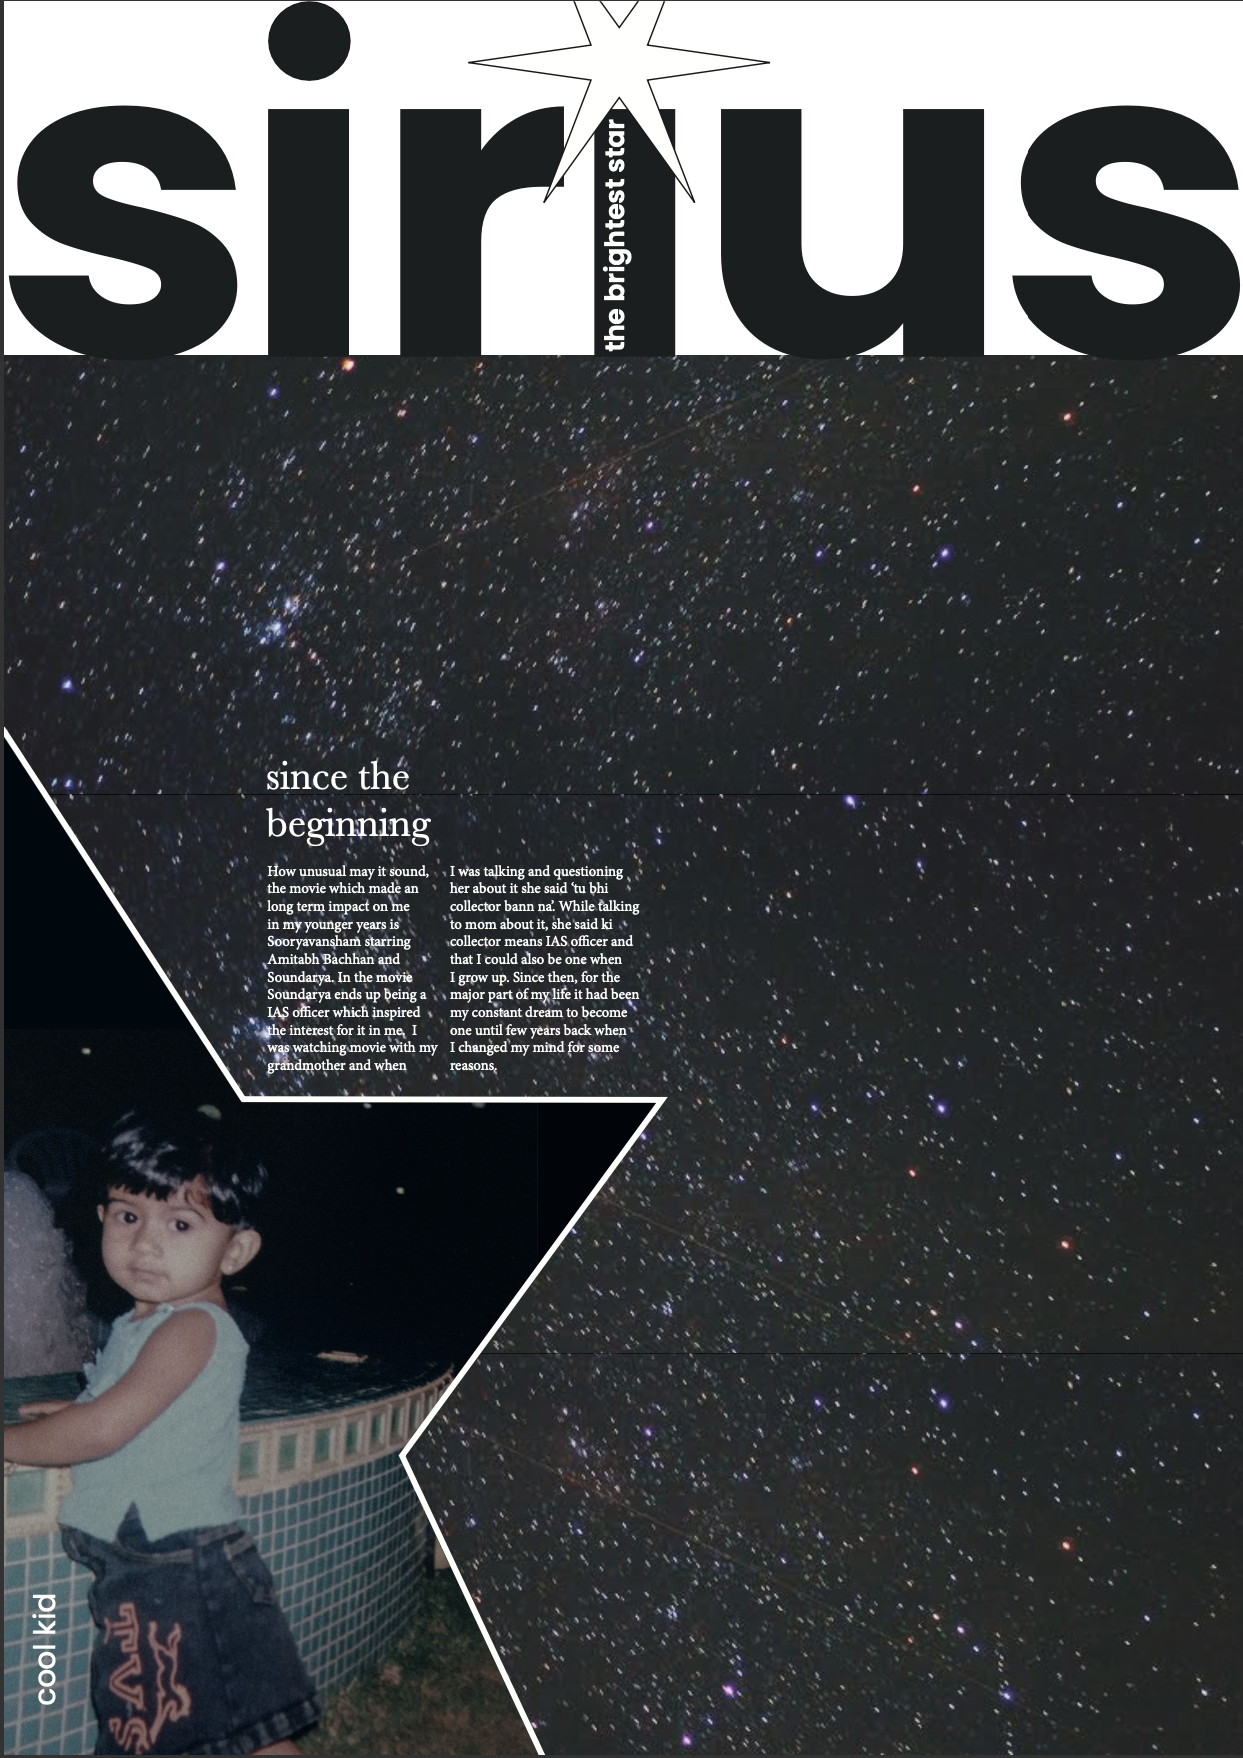 sirius
the brightest star
since the
beginning
How unusual may it sound,
the movie which made an
long term impact on me
in my younger years is
Sooryavansham starring
Amitabh Bachhan and
Soundarya. In the movie
Soundarya ends up being a
IAS officer which inspired
the interest for it in me, I
was watching movie with my
grandmother and when
I was talking and questioning
her about it she said ‘tu bhi
collector bann na’. While talking
to mom about it, she said ki
collector means IAS officer and
that I could also be one when
I grow up. Since then, for the
major part of my life it had been
my constant dream to become
one until few years back when
I changed my mind for some
reasons.
cool kid